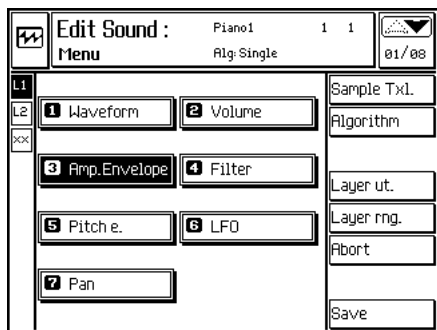 Edit Sound : Piano1 1 1
Menu Alg: Single 01/08
L1 Sample Txl.
L2 1 Waveform 2 Volume Algorithm
xx
3 Amp.Envelope 4 Filter
Layer ut.
5 Pitch e. 6 LFO Layer rng.
Abort
7 Pan
Save